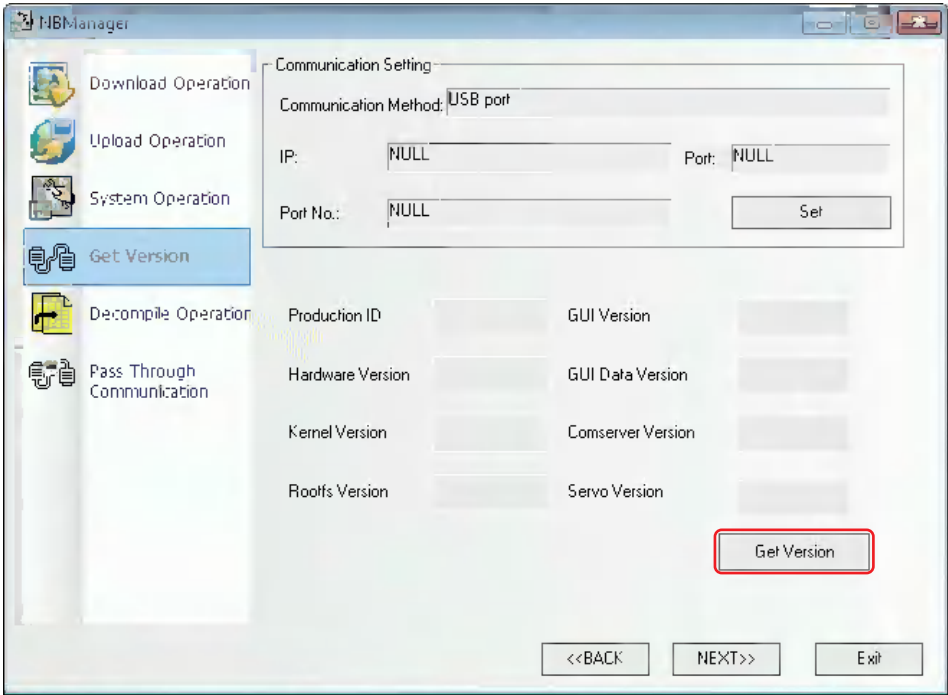 NBManager
Download Operation
Upload Operation
System Operation
Get Version
Decompile Operation
Pass Through
Communication
Communication Setting
Communication Method: USB port
IP: NULL Port: NULL
Port No.: NULL Set
Production ID GUI Version
Hardware Version GUI Data Version
Kernel Version Comserver Version
Rootfs Version Servo Version
Get Version
<<BACK NEXT>> Exit